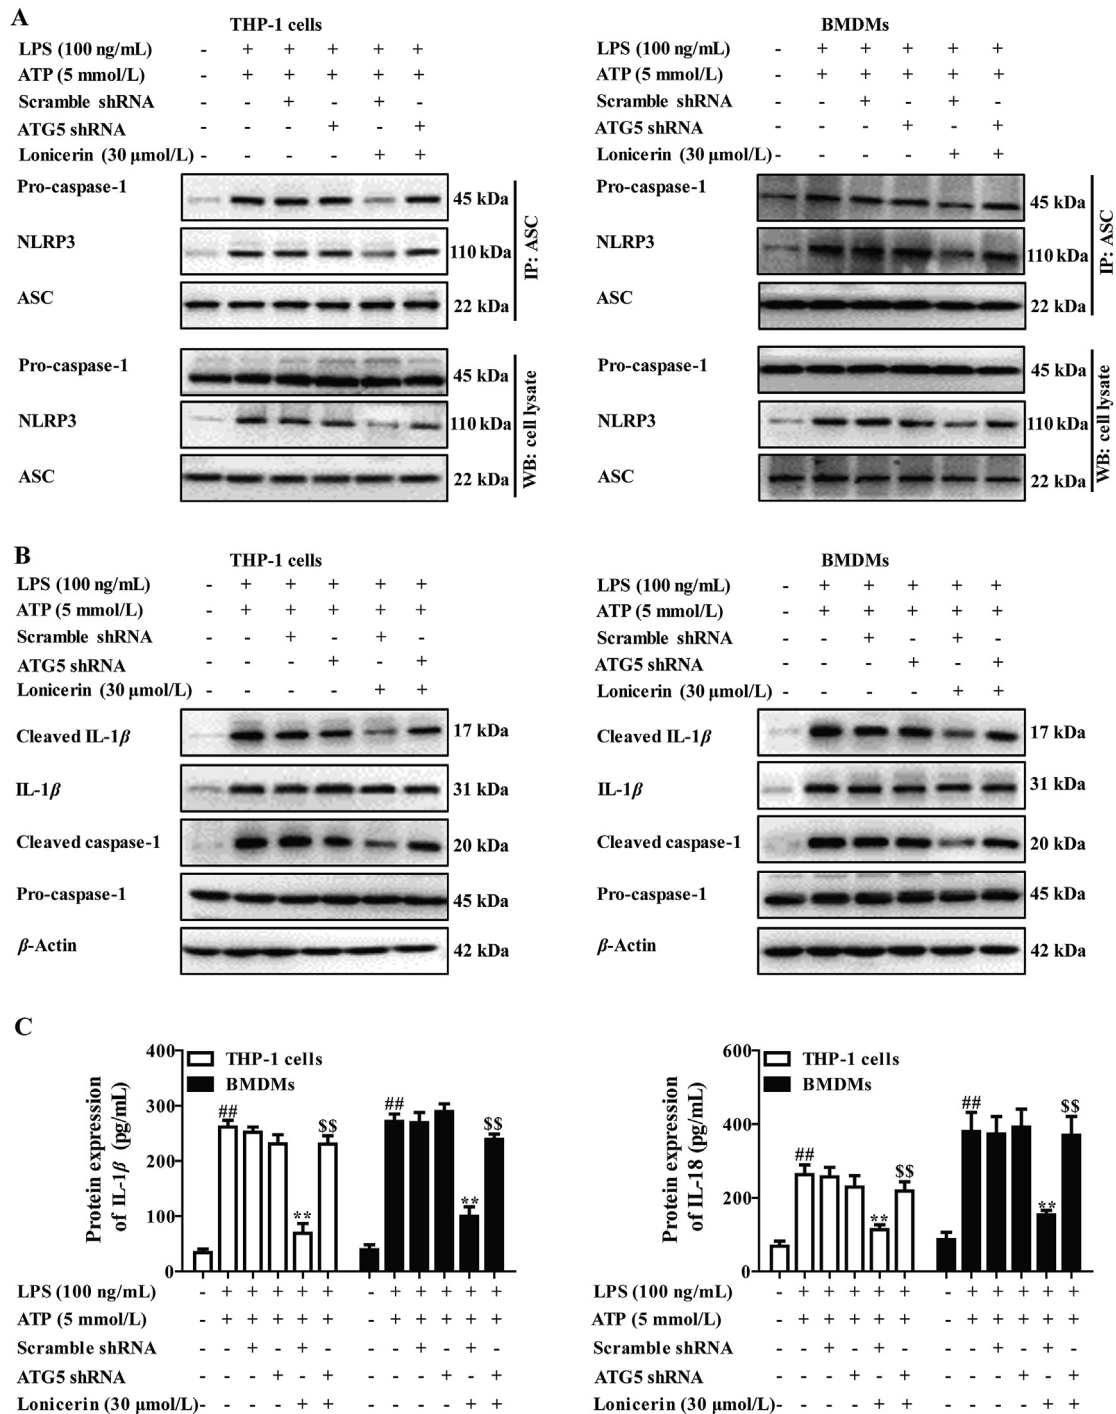 A
THP-1 cells
LPS (100 ng/mL) - + + + + +
ATP (5 mmol/L) - + + + + +
Scramble shRNA - - + - + -
ATG5 shRNA - - - + - +
Lonicerin (30 μmol/L) - - - - + +
Pro-caspase-1 45 kDa
NLRP3 110 kDa
ASC 22 kDa
IP: ASC
Pro-caspase-1 45 kDa
NLRP3 110 kDa
ASC 22 kDa
WB: cell lysate
BMDMs
LPS (100 ng/mL) - + + + + +
ATP (5 mmol/L) - + + + + +
Scramble shRNA - - + - + -
ATG5 shRNA - - - + - +
Lonicerin (30 μmol/L) - - - - + +
Pro-caspase-1 45 kDa
NLRP3 110 kDa
ASC 22 kDa
IP: ASC
Pro-caspase-1 45 kDa
NLRP3 110 kDa
ASC 22 kDa
WB: cell lysate
B
THP-1 cells
LPS (100 ng/mL) - + + + + +
ATP (5 mmol/L) - + + + + +
Scramble shRNA - - + - + -
ATG5 shRNA - - - + - +
Lonicerin (30 μmol/L) - - - - + +
Cleaved IL-1β 17 kDa
IL-1β 31 kDa
Cleaved caspase-1 20 kDa
Pro-caspase-1 45 kDa
β-Actin 42 kDa
BMDMs
LPS (100 ng/mL) - + + + + +
ATP (5 mmol/L) - + + + + +
Scramble shRNA - - + - + -
ATG5 shRNA - - - + - +
Lonicerin (30 μmol/L) - - - - + +
Cleaved IL-1β 17 kDa
IL-1β 31 kDa
Cleaved caspase-1 20 kDa
Pro-caspase-1 45 kDa
β-Actin 42 kDa
C
Protein expression
of IL-1β (pg/mL)
400
300
200
100
0
THP-1 cells
BMDMs
## ** $$ ## ** $$
LPS (100 ng/mL) - + + + + + - + + + + +
ATP (5 mmol/L) - + + + + + - + + + + +
Scramble shRNA - - + - + - - - + - + -
ATG5 shRNA - - - + - + - - - + - +
Lonicerin (30 μmol/L) - - - - + + - - - - + +
Protein expression
of IL-18 (pg/mL)
600
400
200
0
THP-1 cells
BMDMs
## ** $$ ## ** $$
LPS (100 ng/mL) - + + + + + - + + + + +
ATP (5 mmol/L) - + + + + + - + + + + +
Scramble shRNA - - + - + - - - + - + -
ATG5 shRNA - - - + - + - - - + - +
Lonicerin (30 μmol/L) - - - - + + - - - - + +